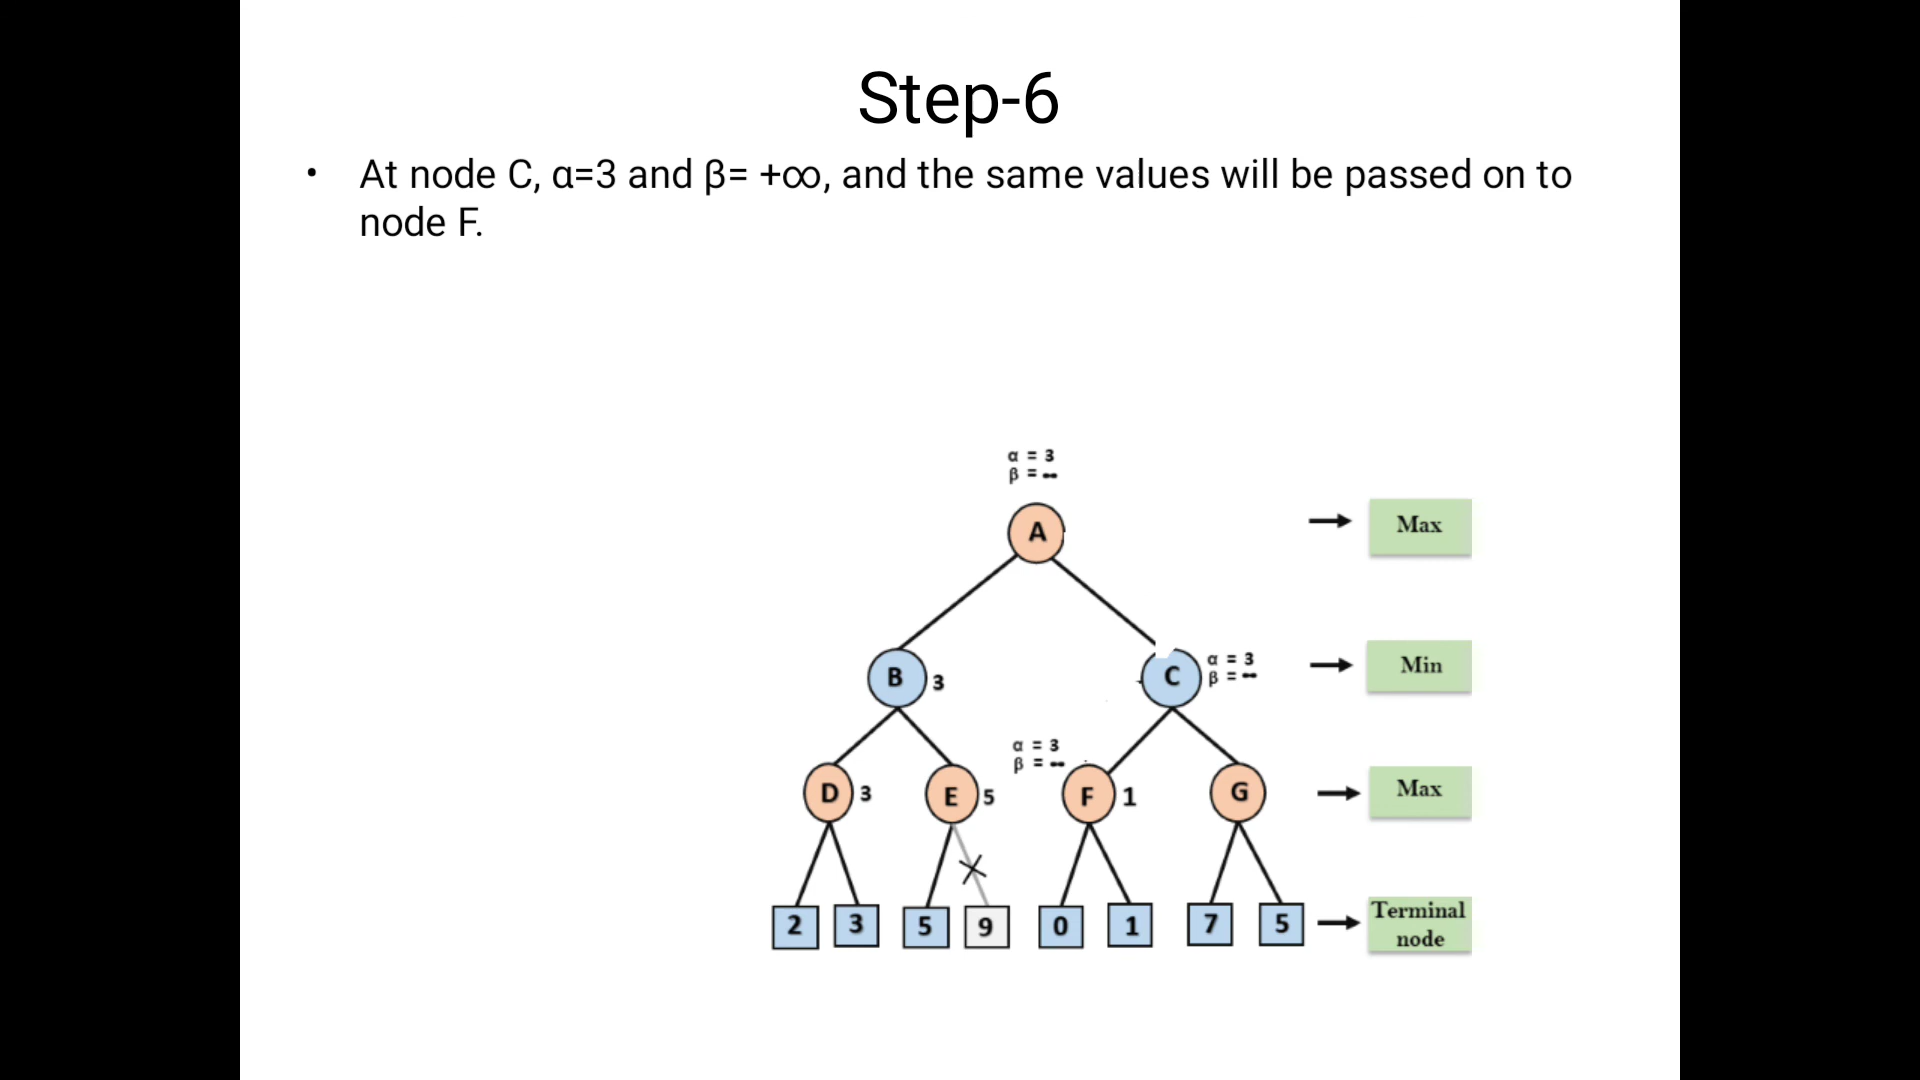 Step-6
• At node C, α=3 and β= +∞, and the same values will be passed on to
node F.
α = 3
β = ∞
A
Max
B 3
C
α = 3
β = ∞
Min
α = 3
β = ∞
D 3
E 5
F 1
G
Max
2 3 5 9 0 1 7 5
Terminal
node